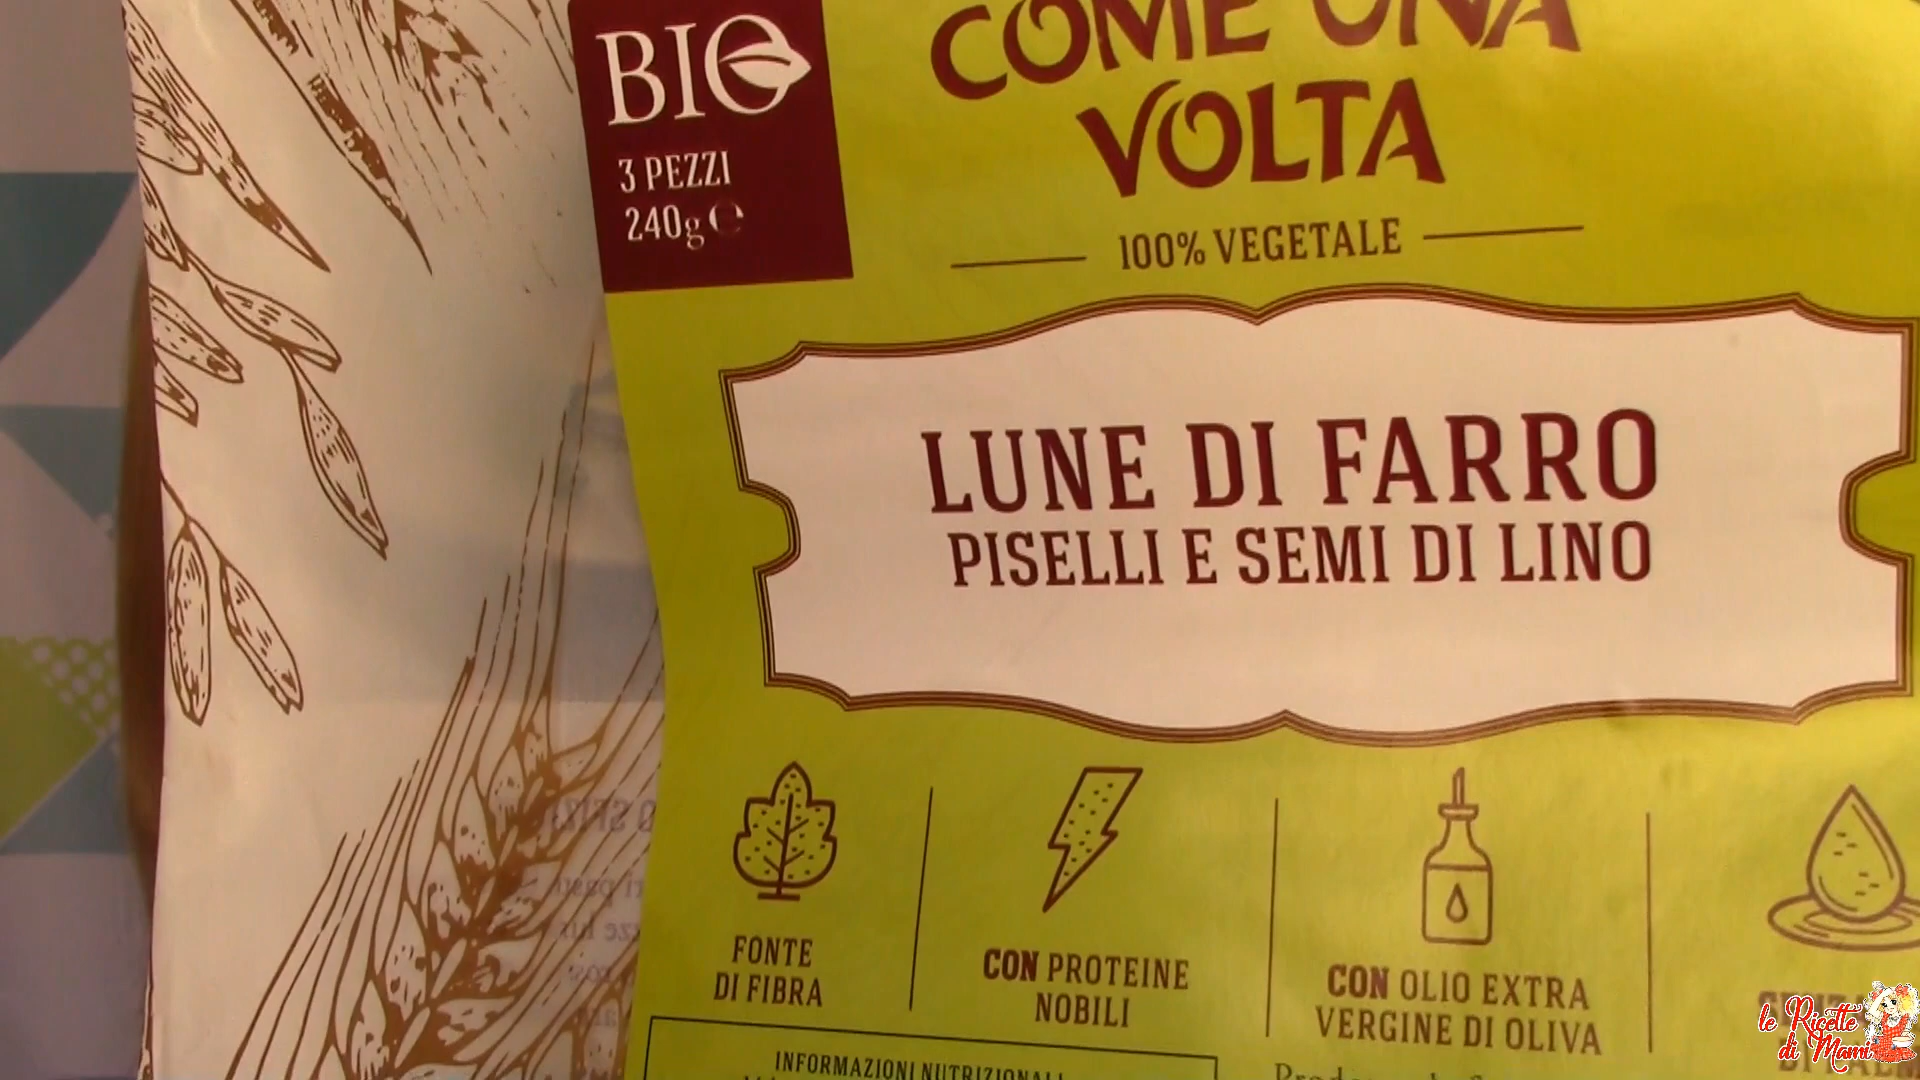 BIO
3 PEZZI
240g e
COME UNA
VOLTA
100% VEGETALE
LUNE DI FARRO
PISELLI E SEMI DI LINO
FONTE
DI FIBRA
CON PROTEINE
NOBILI
CON OLIO EXTRA
VERGINE DI OLIVA
INFORMAZIONI NUTRIZIONALI
le Ricette
di Mami